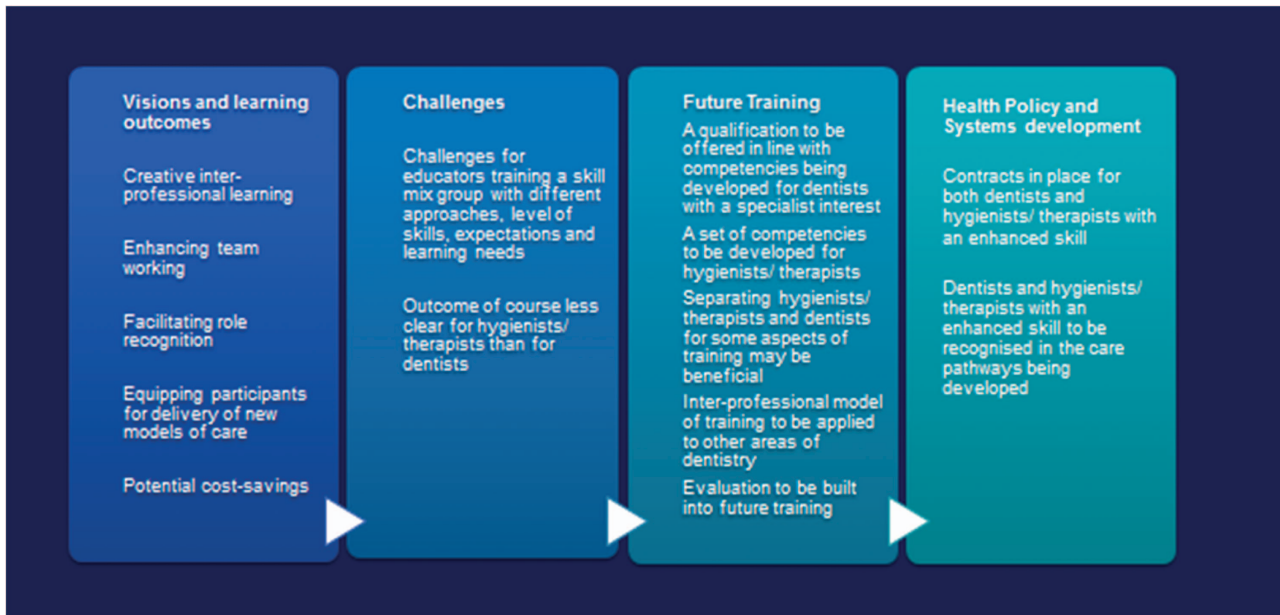 Visions and learning
outcomes
Creative inter-
professional learning
Enhancing team
working
Facilitating role
recognition
Equipping participants
for delivery of new
models of care
Potential cost-savings
Challenges
Challenges for
educators training a skill
mix group with different
approaches, level of
skills, expectations and
learning needs
Outcome of course less
clear for hygienists/
therapists than for
dentists
Future Training
A qualification to be
offered in line with
competencies being
developed for dentists
with a specialist interest
A set of competencies
to be developed for
hygienists/ therapists
Separating hygienists/
therapists and dentists
for some aspects of
training may be
beneficial
Inter-professional model
of training to be applied
to other areas of
dentistry
Evaluation to be built
into future training
Health Policy and
Systems development
Contracts in place for
both dentists and
hygienists/ therapists with
an enhanced skill
Dentists and hygienists/
therapists with an
enhanced skill to be
recognised in the care
pathways being
developed